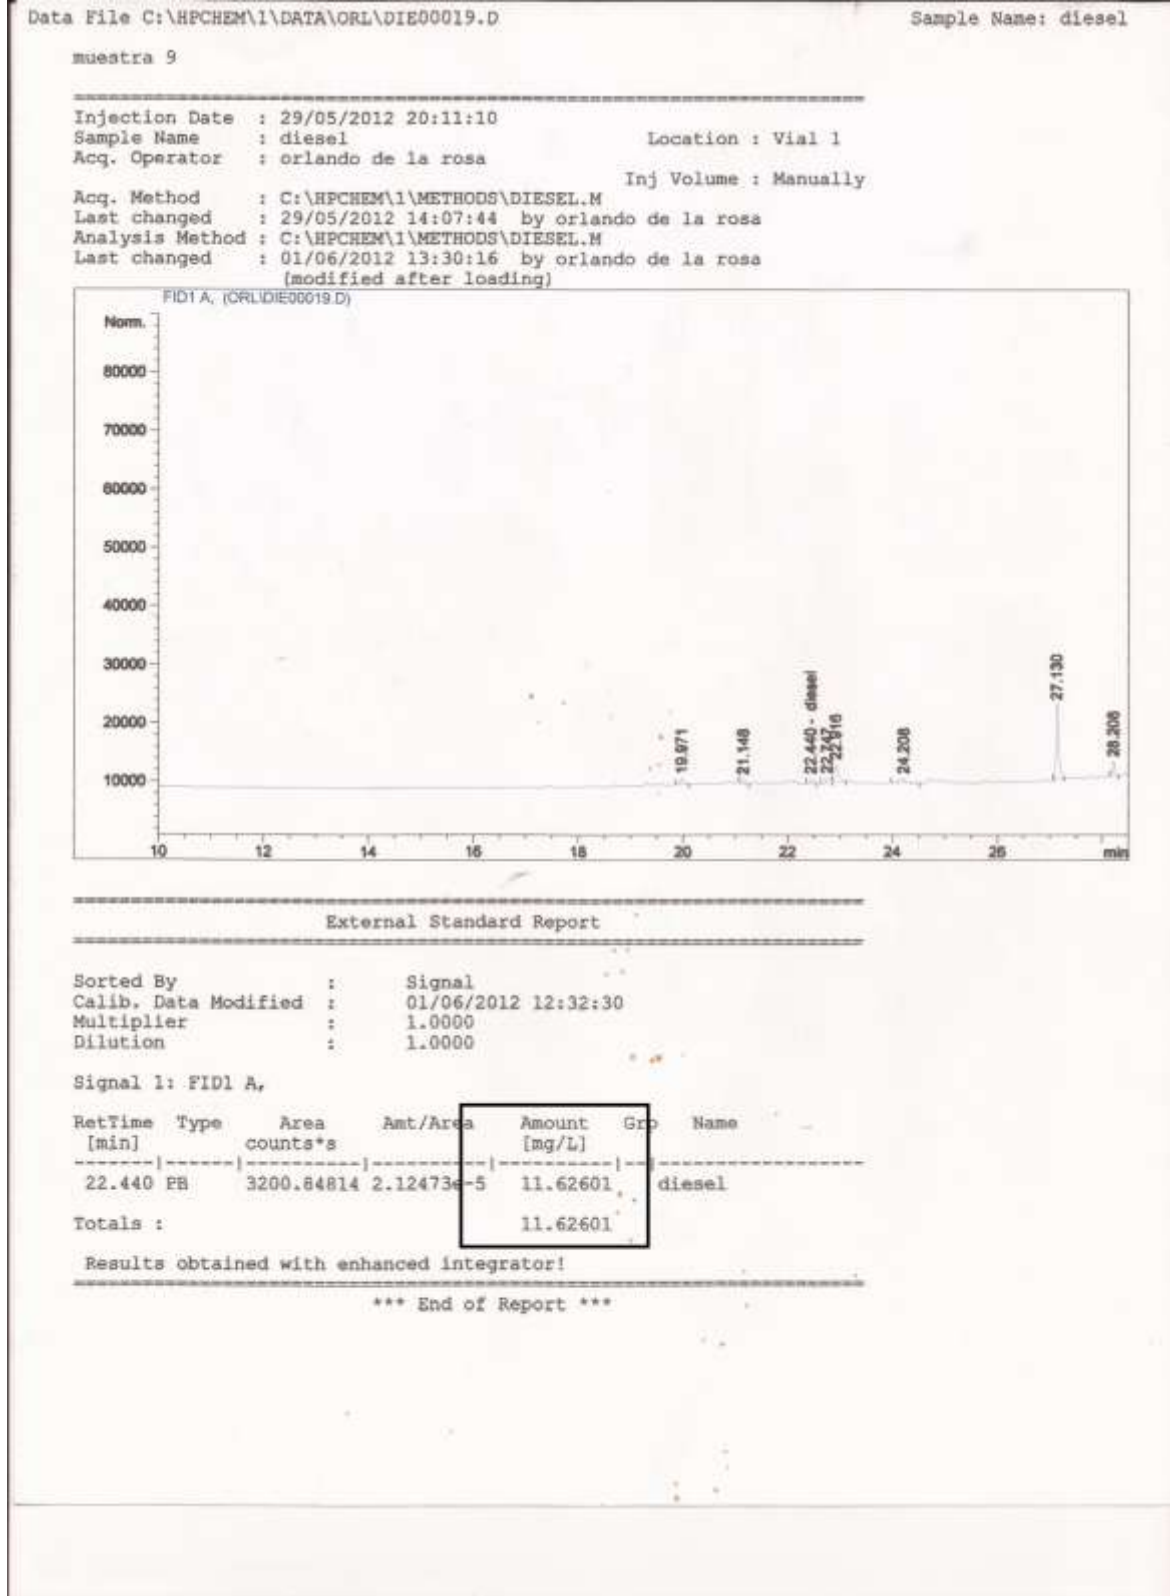 Data File C:\HPCHEM\1\DATA\ORL\DIE00019.D Sample Name: diesel
muestra 9
=====================================================================
Injection Date : 29/05/2012 20:11:10
Sample Name : diesel Location : Vial 1
Acq. Operator : orlando de la rosa
Inj Volume : Manually
Acq. Method : C:\HPCHEM\1\METHODS\DIESEL.M
Last changed : 29/05/2012 14:07:44 by orlando de la rosa
Analysis Method : C:\HPCHEM\1\METHODS\DIESEL.M
Last changed : 01/06/2012 13:30:16 by orlando de la rosa
(modified after loading)
FID1 A, (ORL\DIE00019.D)
Norm.
80000
70000
60000
50000
40000
30000
20000
10000
19.971
21.148
22.440 - diesel
22.747
22.916
24.208
27.130
28.208
10 12 14 16 18 20 22 24 26 min
=====================================================================
External Standard Report
=====================================================================
Sorted By : Signal
Calib. Data Modified : 01/06/2012 12:32:30
Multiplier : 1.0000
Dilution : 1.0000
Signal 1: FID1 A,
RetTime Type Area Amt/Area Amount Grp Name
[min] counts*s [mg/L]
-------|------|----------|----------|----------|--|------------------
22.440 PB 3200.84814 2.12473e-5 11.62601 diesel
Totals : 11.62601
Results obtained with enhanced integrator!
=====================================================================
*** End of Report ***